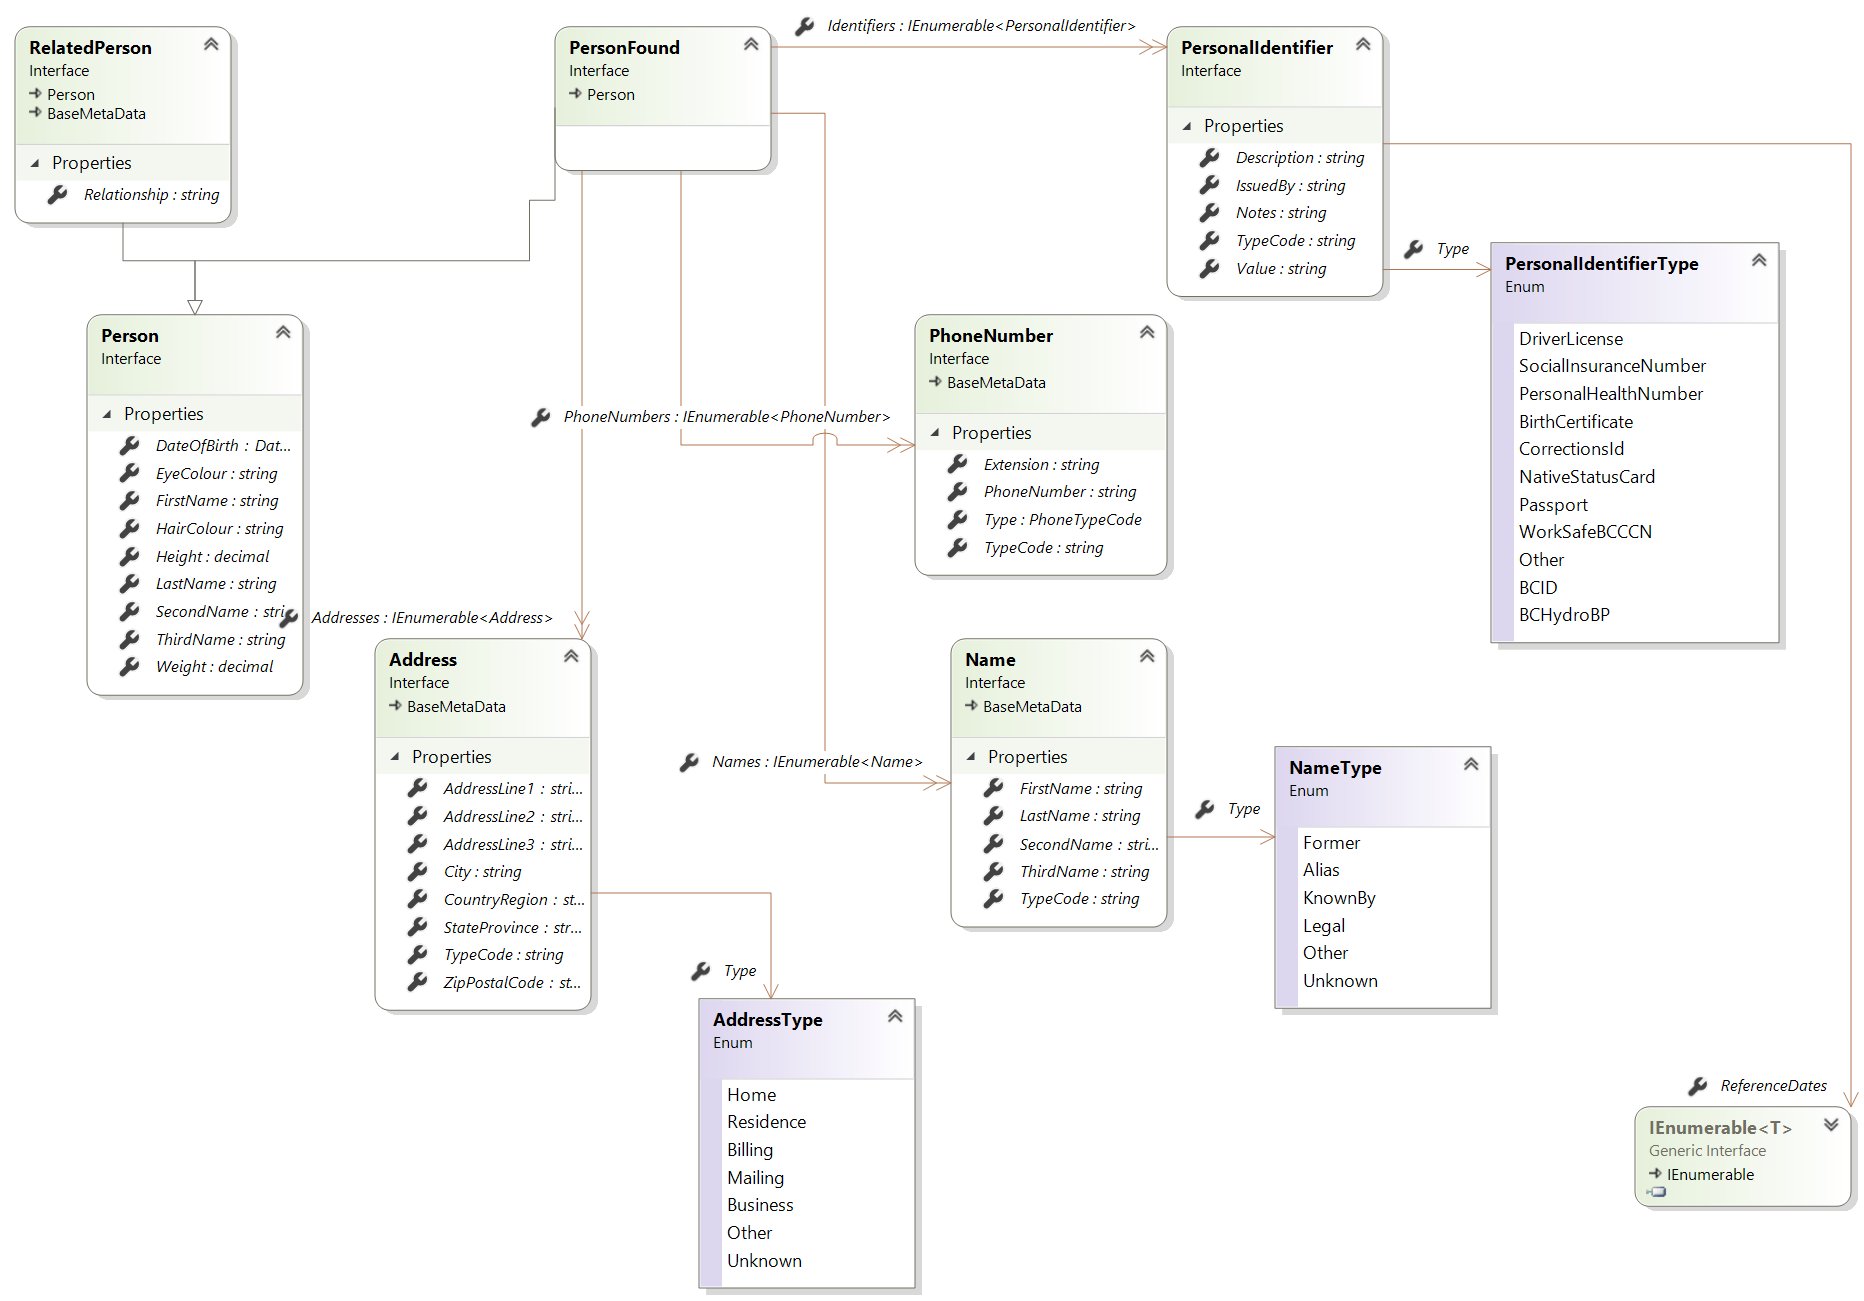 RelatedPerson
Interface
Person
BaseMetaData
Properties
Relationship : string
PersonFound
Interface
Person
Identifiers : IEnumerable<PersonalIdentifier>
PersonalIdentifier
Interface
Properties
Description : string
IssuedBy : string
Notes : string
TypeCode : string
Value : string
Type
PersonalIdentifierType
Enum
DriverLicense
SocialInsuranceNumber
PersonalHealthNumber
BirthCertificate
CorrectionsId
NativeStatusCard
Passport
WorkSafeBCCCN
Other
BCID
BCHydroBP
Person
Interface
Properties
DateOfBirth : Dat...
EyeColour : string
FirstName : string
HairColour : string
Height : decimal
LastName : string
SecondName : stri
ThirdName : string
Weight : decimal
PhoneNumbers : IEnumerable<PhoneNumber>
PhoneNumber
Interface
BaseMetaData
Properties
Extension : string
PhoneNumber : string
Type : PhoneTypeCode
TypeCode : string
Addresses : IEnumerable<Address>
Address
Interface
BaseMetaData
Properties
AddressLine1 : stri...
AddressLine2 : stri...
AddressLine3 : stri...
City : string
CountryRegion : st...
StateProvince : str...
TypeCode : string
ZipPostalCode : st...
Names : IEnumerable<Name>
Name
Interface
BaseMetaData
Properties
FirstName : string
LastName : string
SecondName : stri...
ThirdName : string
TypeCode : string
Type
NameType
Enum
Former
Alias
KnownBy
Legal
Other
Unknown
Type
AddressType
Enum
Home
Residence
Billing
Mailing
Business
Other
Unknown
ReferenceDates
IEnumerable<T>
Generic Interface
IEnumerable